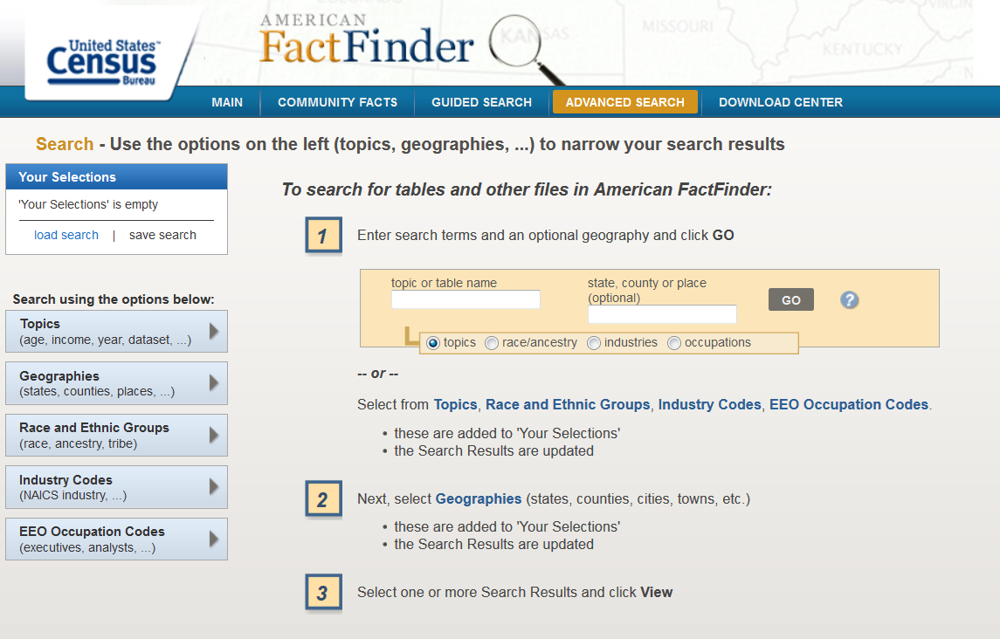 United States™
Census
Bureau
AMERICAN
FactFinder
COLORADO
KANSAS
MISSOURI
KENTUCKY
VIRGIN
MAIN
COMMUNITY FACTS
GUIDED SEARCH
ADVANCED SEARCH
DOWNLOAD CENTER
Search - Use the options on the left (topics, geographies, ...) to narrow your search results
Your Selections
'Your Selections' is empty
load search | save search
Search using the options below:
Topics
(age, income, year, dataset, ...)
Geographies
(states, counties, places, ...)
Race and Ethnic Groups
(race, ancestry, tribe)
Industry Codes
(NAICS industry, ...)
EEO Occupation Codes
(executives, analysts, ...)
To search for tables and other files in American FactFinder:
1
Enter search terms and an optional geography and click GO
topic or table name
state, county or place
(optional)
GO
?
topics race/ancestry industries occupations
-- or --
Select from Topics, Race and Ethnic Groups, Industry Codes, EEO Occupation Codes.
• these are added to 'Your Selections'
• the Search Results are updated
2
Next, select Geographies (states, counties, cities, towns, etc.)
• these are added to 'Your Selections'
• the Search Results are updated
3
Select one or more Search Results and click View